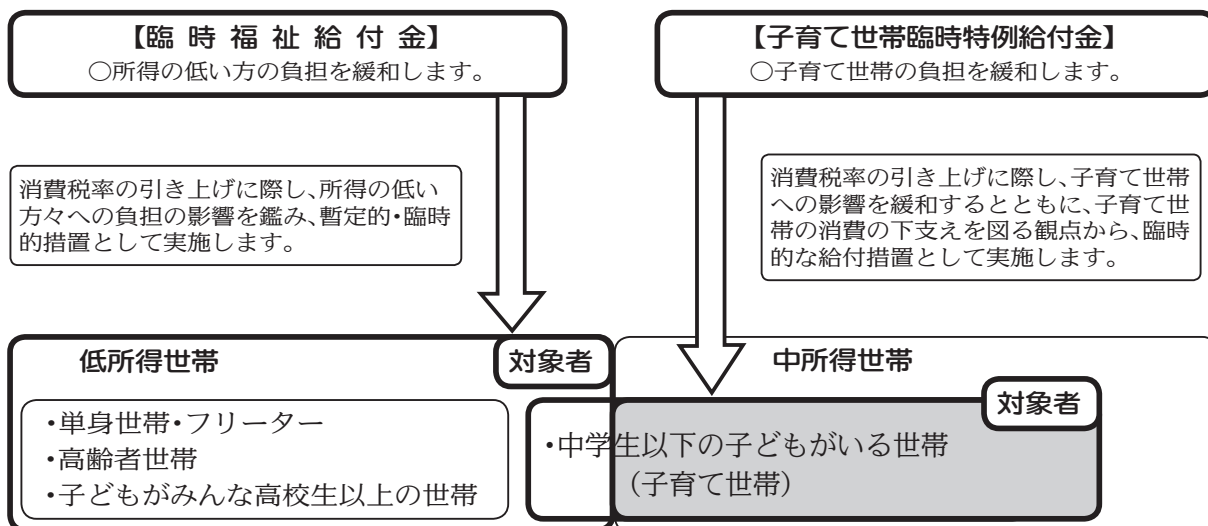 【臨時福祉給付金】
○所得の低い方の負担を緩和します。
【子育て世帯臨時特例給付金】
○子育て世帯の負担を緩和します。
消費税率の引き上げに際し、所得の低い
方々への負担の影響を鑑み、暫定的・臨時
的措置として実施します。
消費税率の引き上げに際し、子育て世帯
への影響を緩和するとともに、子育て世
帯の消費の下支えを図る観点から、臨時
的な給付措置として実施します。
低所得世帯
対象者
・単身世帯・フリーター
・高齢者世帯
・子どもがみんな高校生以上の世帯
中所得世帯
対象者
・中学生以下の子どもがいる世帯
（子育て世帯）